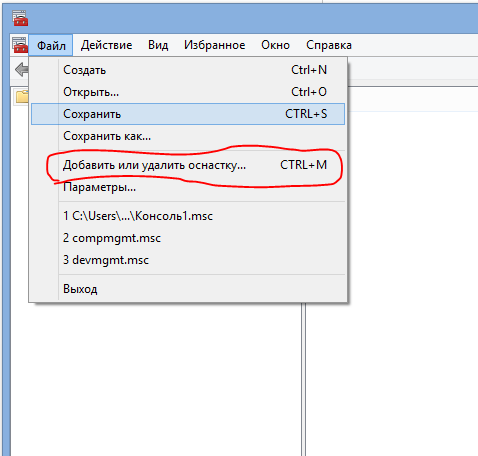 Файл Действие Вид Избранное Окно Справка
Создать Ctrl+N
Открыть... Ctrl+O
Сохранить CTRL+S
Сохранить как...
Добавить или удалить оснастку... CTRL+M
Параметры...
1 C:\Users\...\Консоль1.msc
2 compmgmt.msc
3 devmgmt.msc
Выход